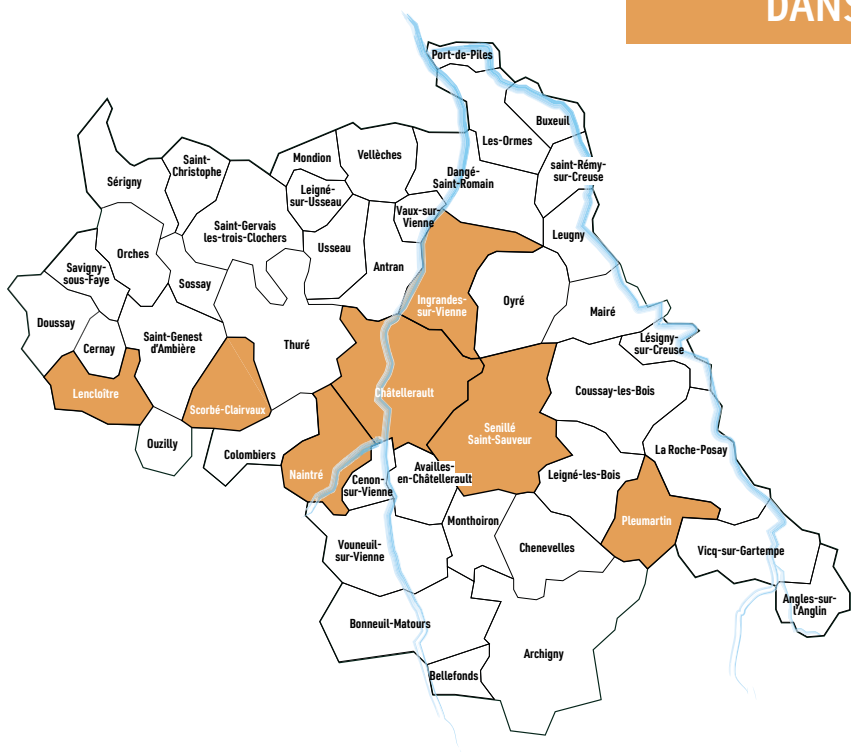 DANS
Port-de-Piles
Buxeuil
Les-Ormes
Saint-
Christophe
Mondion
Vellèches
Dangé-
Saint-Romain
saint-Rémy-
sur-Creuse
Sérigny
Leigné-
sur-Usseau
Vaux-sur-
Vienne
Saint-Gervais
les-trois-Clochers
Leugny
Orches
Usseau
Antran
Savigny-
sous-Faye
Sossay
Ingrandes-
sur-Vienne
Oyré
Mairé
Doussay
Cernay
Saint-Genest
d'Ambière
Thuré
Lésigny-
sur-Creuse
Lencloître
Scorbé-Clairvaux
Châtellerault
Coussay-les-Bois
Senillé
Saint-Sauveur
Ouzilly
Colombiers
Naintré
Cenon-
sur-Vienne
Availles-
en-Châtellerault
Leigné-les-Bois
La Roche-Posay
Monthoiron
Pleumartin
Vouneuil-
sur-Vienne
Chenevelles
Vicq-sur-Gartempe
Angles-sur-
l'Anglin
Bonneuil-Matours
Archigny
Bellefonds